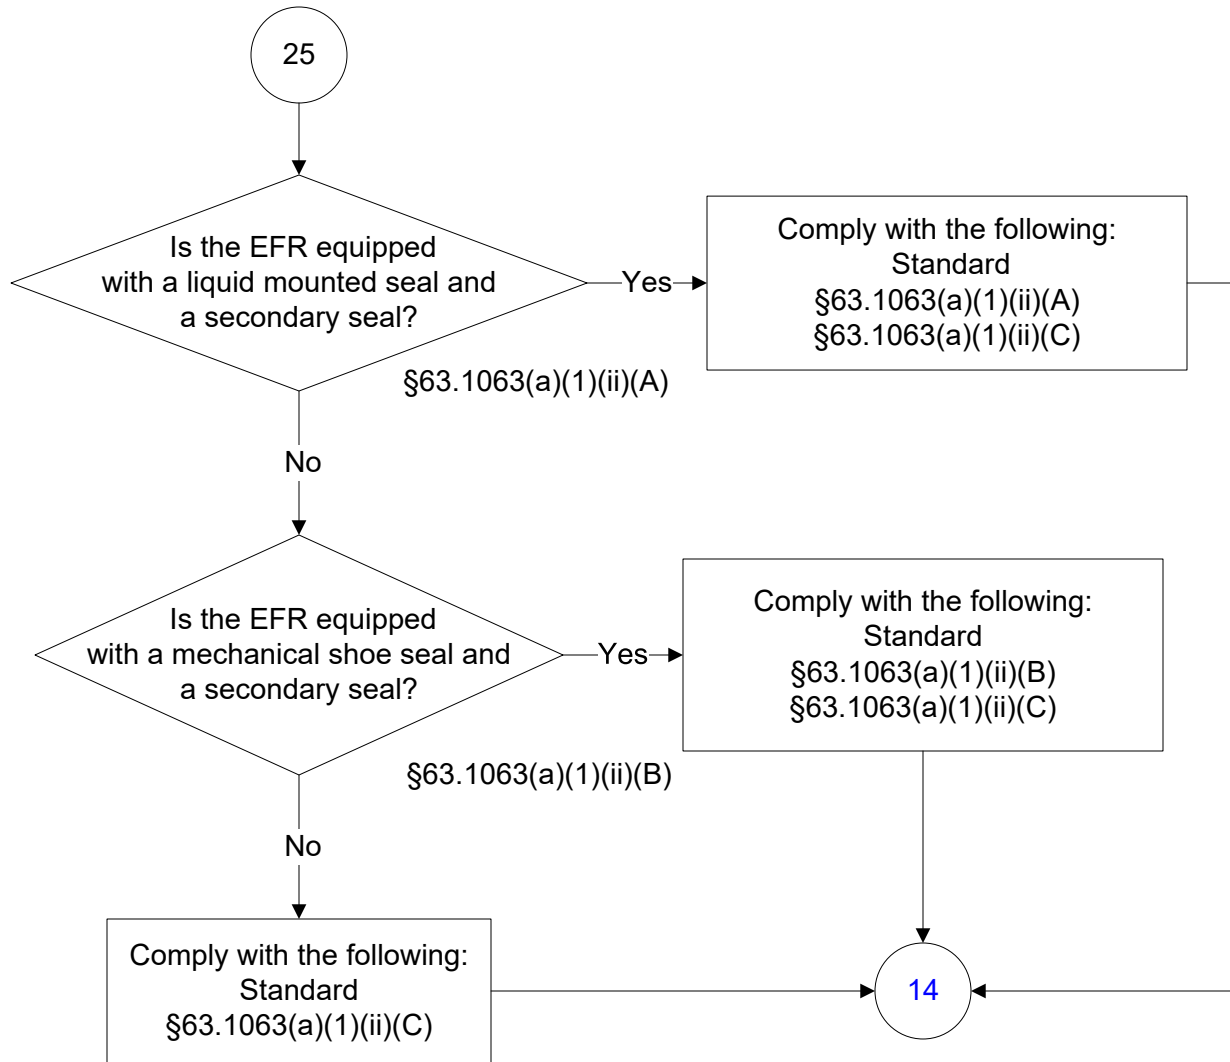 25
Is the EFR equipped
with a liquid mounted seal and
a secondary seal?
Yes
Comply with the following:
Standard
§63.1063(a)(1)(ii)(A)
§63.1063(a)(1)(ii)(C)
§63.1063(a)(1)(ii)(A)
No
Is the EFR equipped
with a mechanical shoe seal and
a secondary seal?
Yes
Comply with the following:
Standard
§63.1063(a)(1)(ii)(B)
§63.1063(a)(1)(ii)(C)
§63.1063(a)(1)(ii)(B)
No
Comply with the following:
Standard
§63.1063(a)(1)(ii)(C)
14